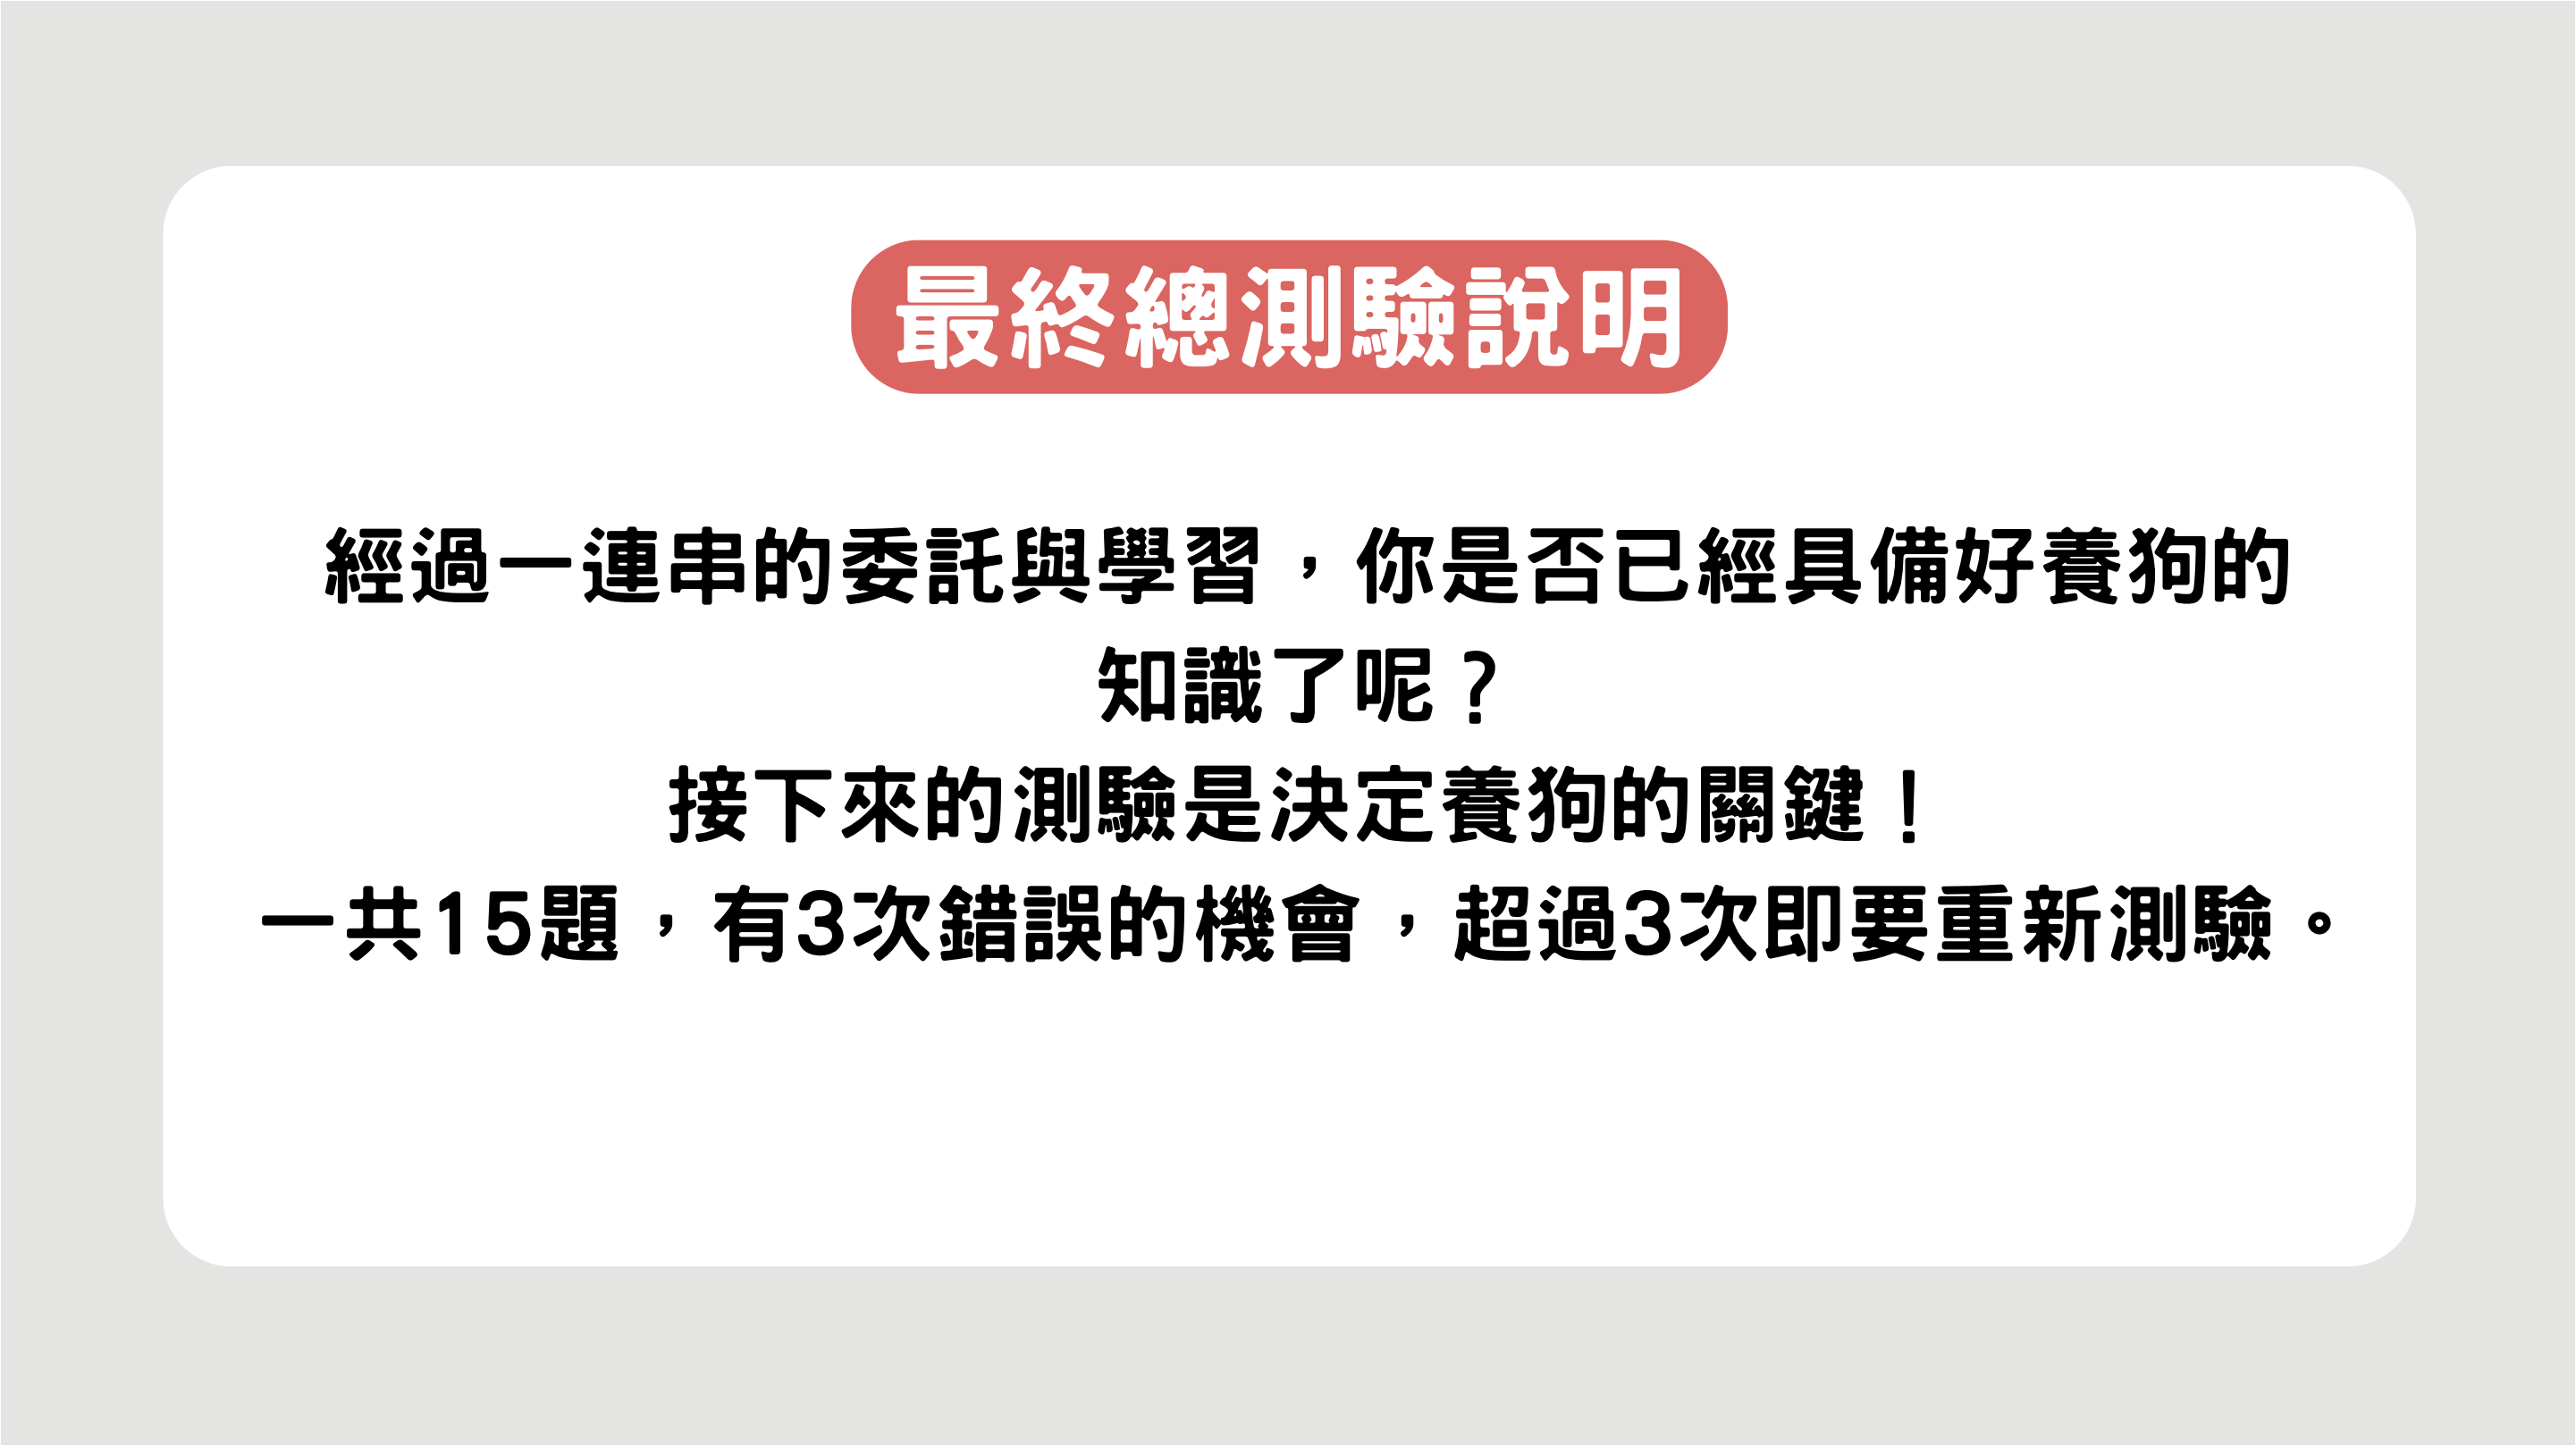 最終總測驗說明
經過一連串的委託與學習，你是否已經具備好養狗的
知識了呢？
接下來的測驗是決定養狗的關鍵！
一共15題，有3次錯誤的機會，超過3次即要重新測驗。